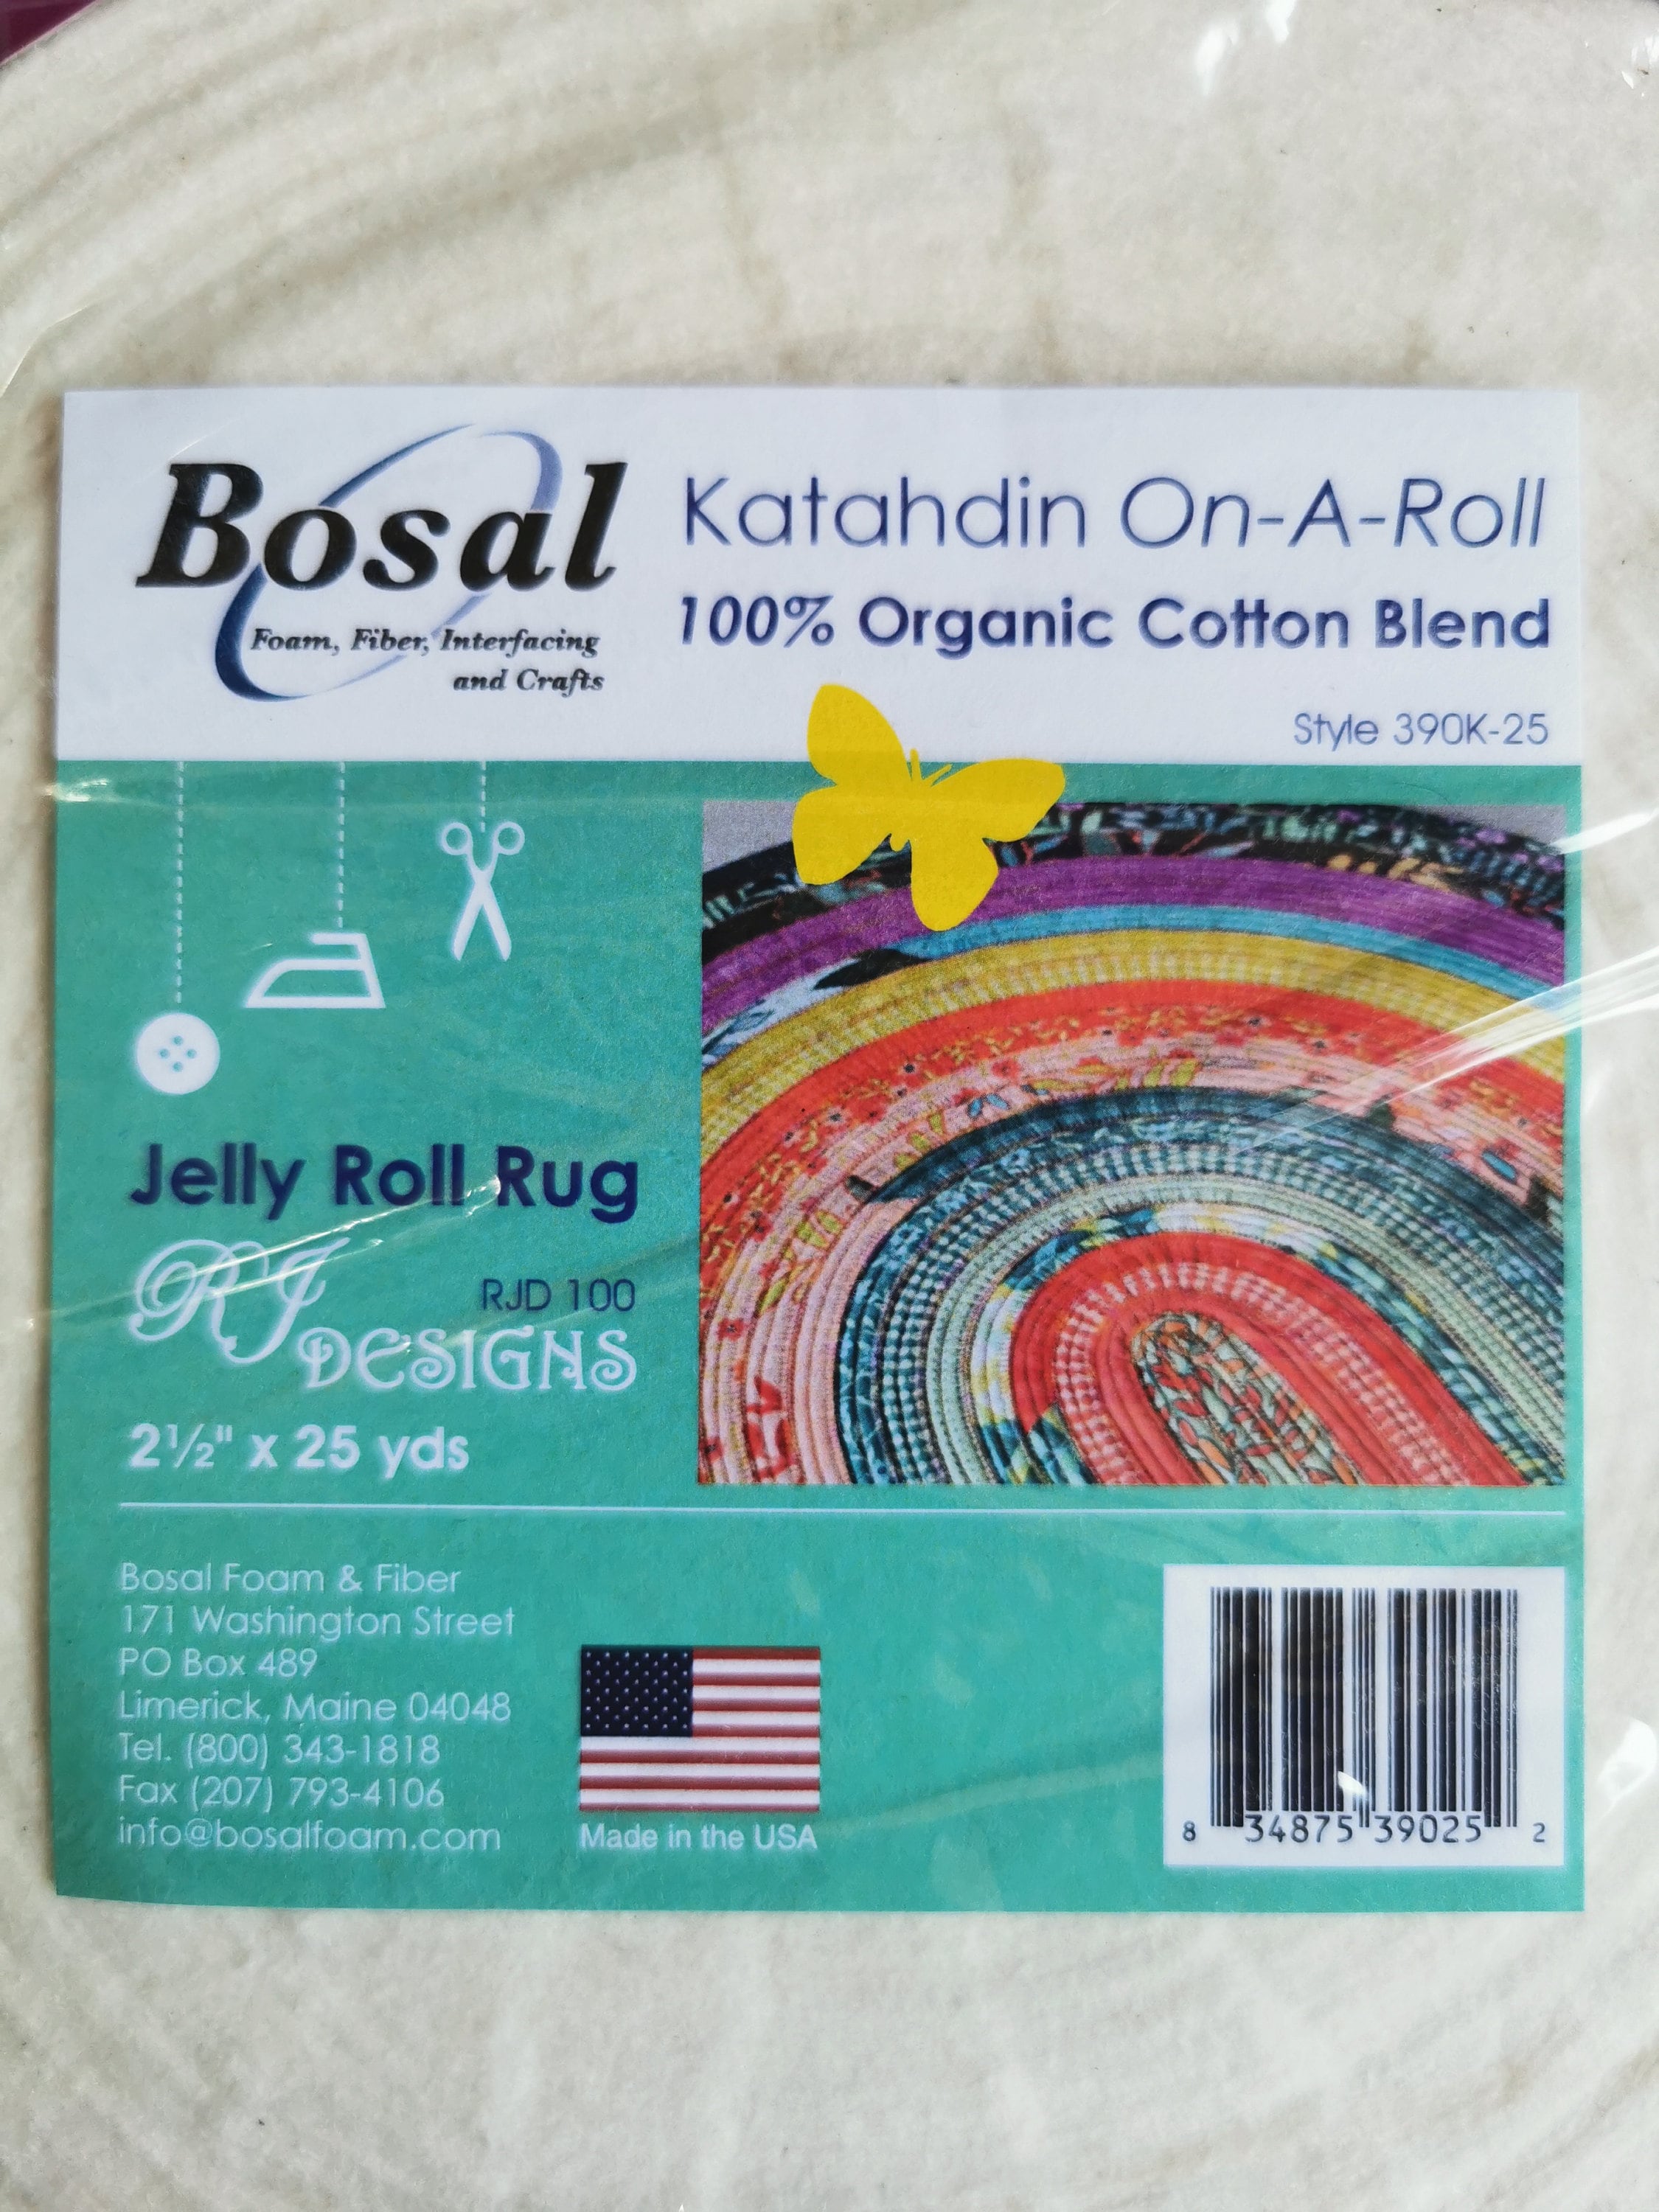 Bosal
Foam, Fiber, Interfacing
and Crafts
Katahdin On-A-Roll
100% Organic Cotton Blend
Style 390K-25
Jelly Roll Rug
RJ DESIGNS
RJD 100
2½" x 25 yds
Bosal Foam & Fiber
171 Washington Street
PO Box 489
Limerick, Maine 04048
Tel. (800) 343-1818
Fax (207) 793-4106
info@bosalfoam.com
Made in the USA
8 34875 39025 2